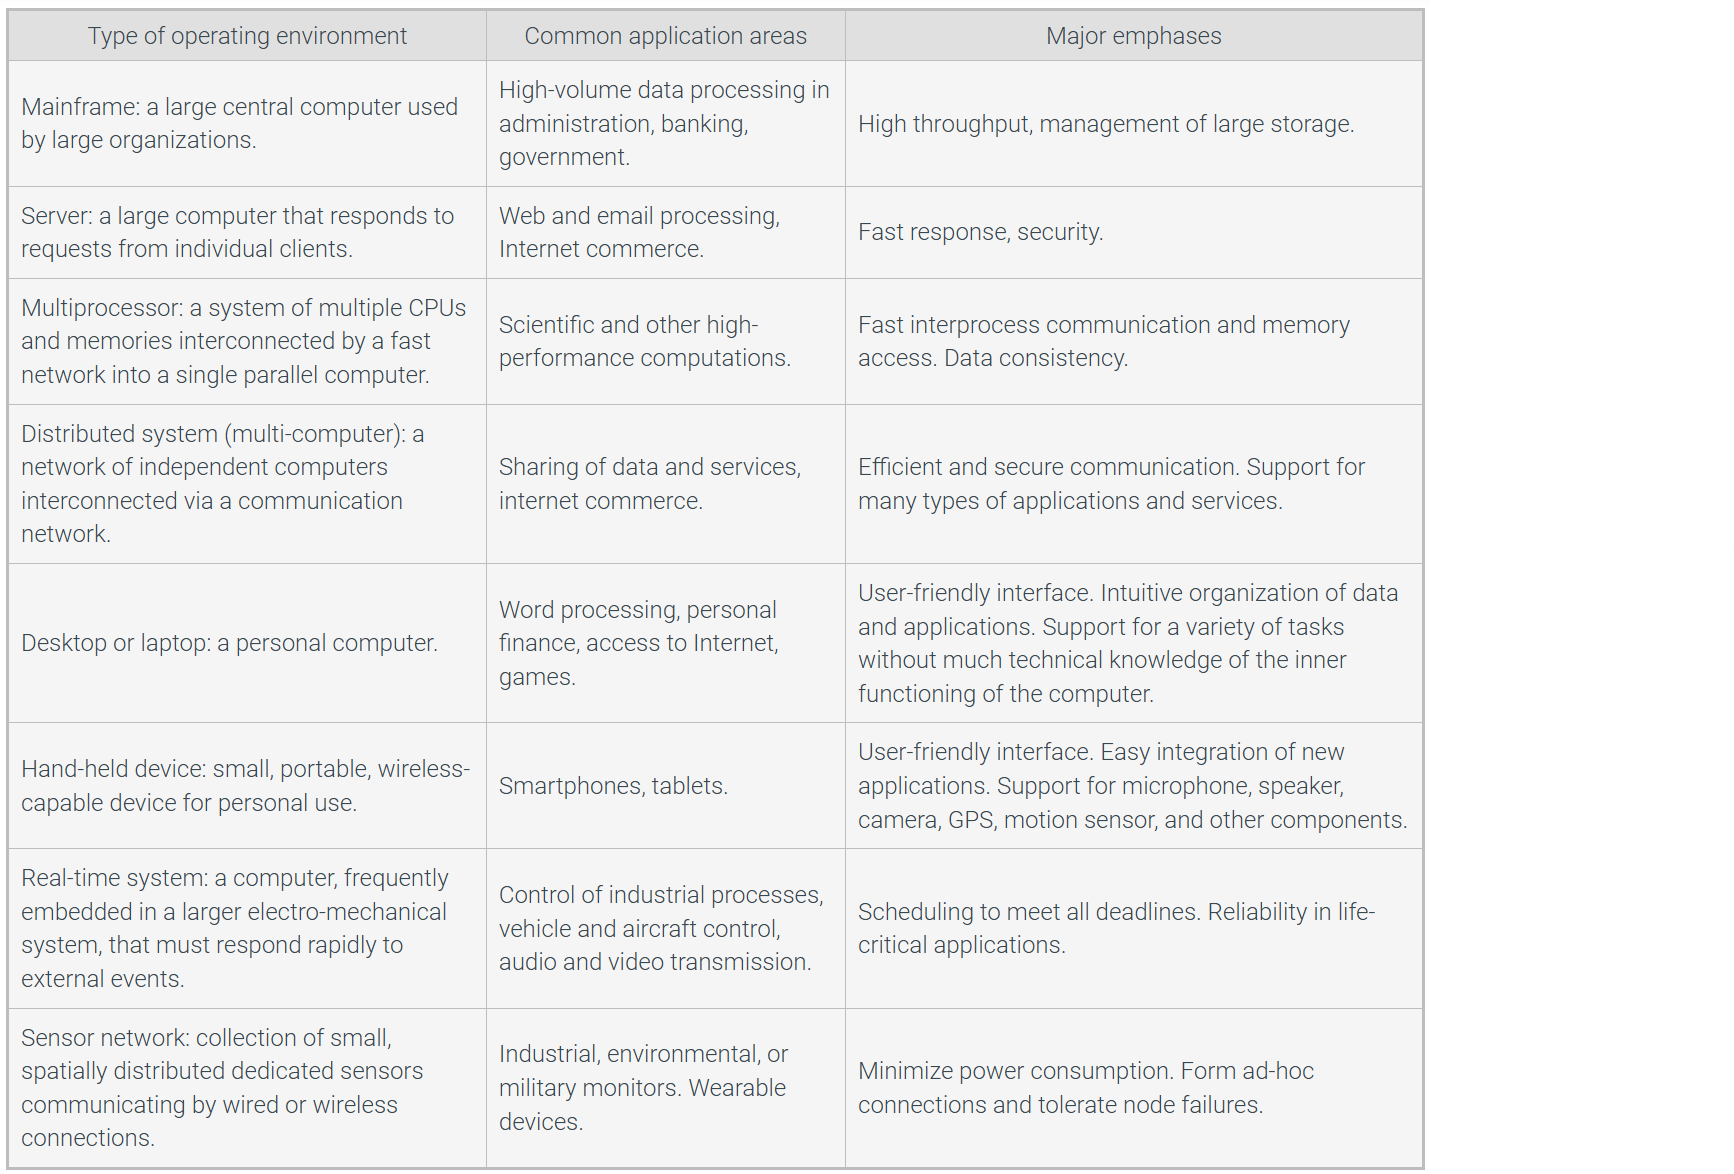 Type of operating environment
Common application areas
Major emphases
Mainframe: a large central computer used
by large organizations.
High-volume data processing in
administration, banking,
government.
High throughput, management of large storage.
Server: a large computer that responds to
requests from individual clients.
Web and email processing,
Internet commerce.
Fast response, security.
Multiprocessor: a system of multiple CPUs
and memories interconnected by a fast
network into a single parallel computer.
Scientific and other high-
performance computations.
Fast interprocess communication and memory
access. Data consistency.
Distributed system (multi-computer): a
network of independent computers
interconnected via a communication
network.
Sharing of data and services,
internet commerce.
Efficient and secure communication. Support for
many types of applications and services.
Desktop or laptop: a personal computer.
Word processing, personal
finance, access to Internet,
games.
User-friendly interface. Intuitive organization of data
and applications. Support for a variety of tasks
without much technical knowledge of the inner
functioning of the computer.
Hand-held device: small, portable, wireless-
capable device for personal use.
Smartphones, tablets.
User-friendly interface. Easy integration of new
applications. Support for microphone, speaker,
camera, GPS, motion sensor, and other components.
Real-time system: a computer, frequently
embedded in a larger electro-mechanical
system, that must respond rapidly to
external events.
Control of industrial processes,
vehicle and aircraft control,
audio and video transmission.
Scheduling to meet all deadlines. Reliability in life-
critical applications.
Sensor network: collection of small,
spatially distributed dedicated sensors
communicating by wired or wireless
connections.
Industrial, environmental, or
military monitors. Wearable
devices.
Minimize power consumption. Form ad-hoc
connections and tolerate node failures.